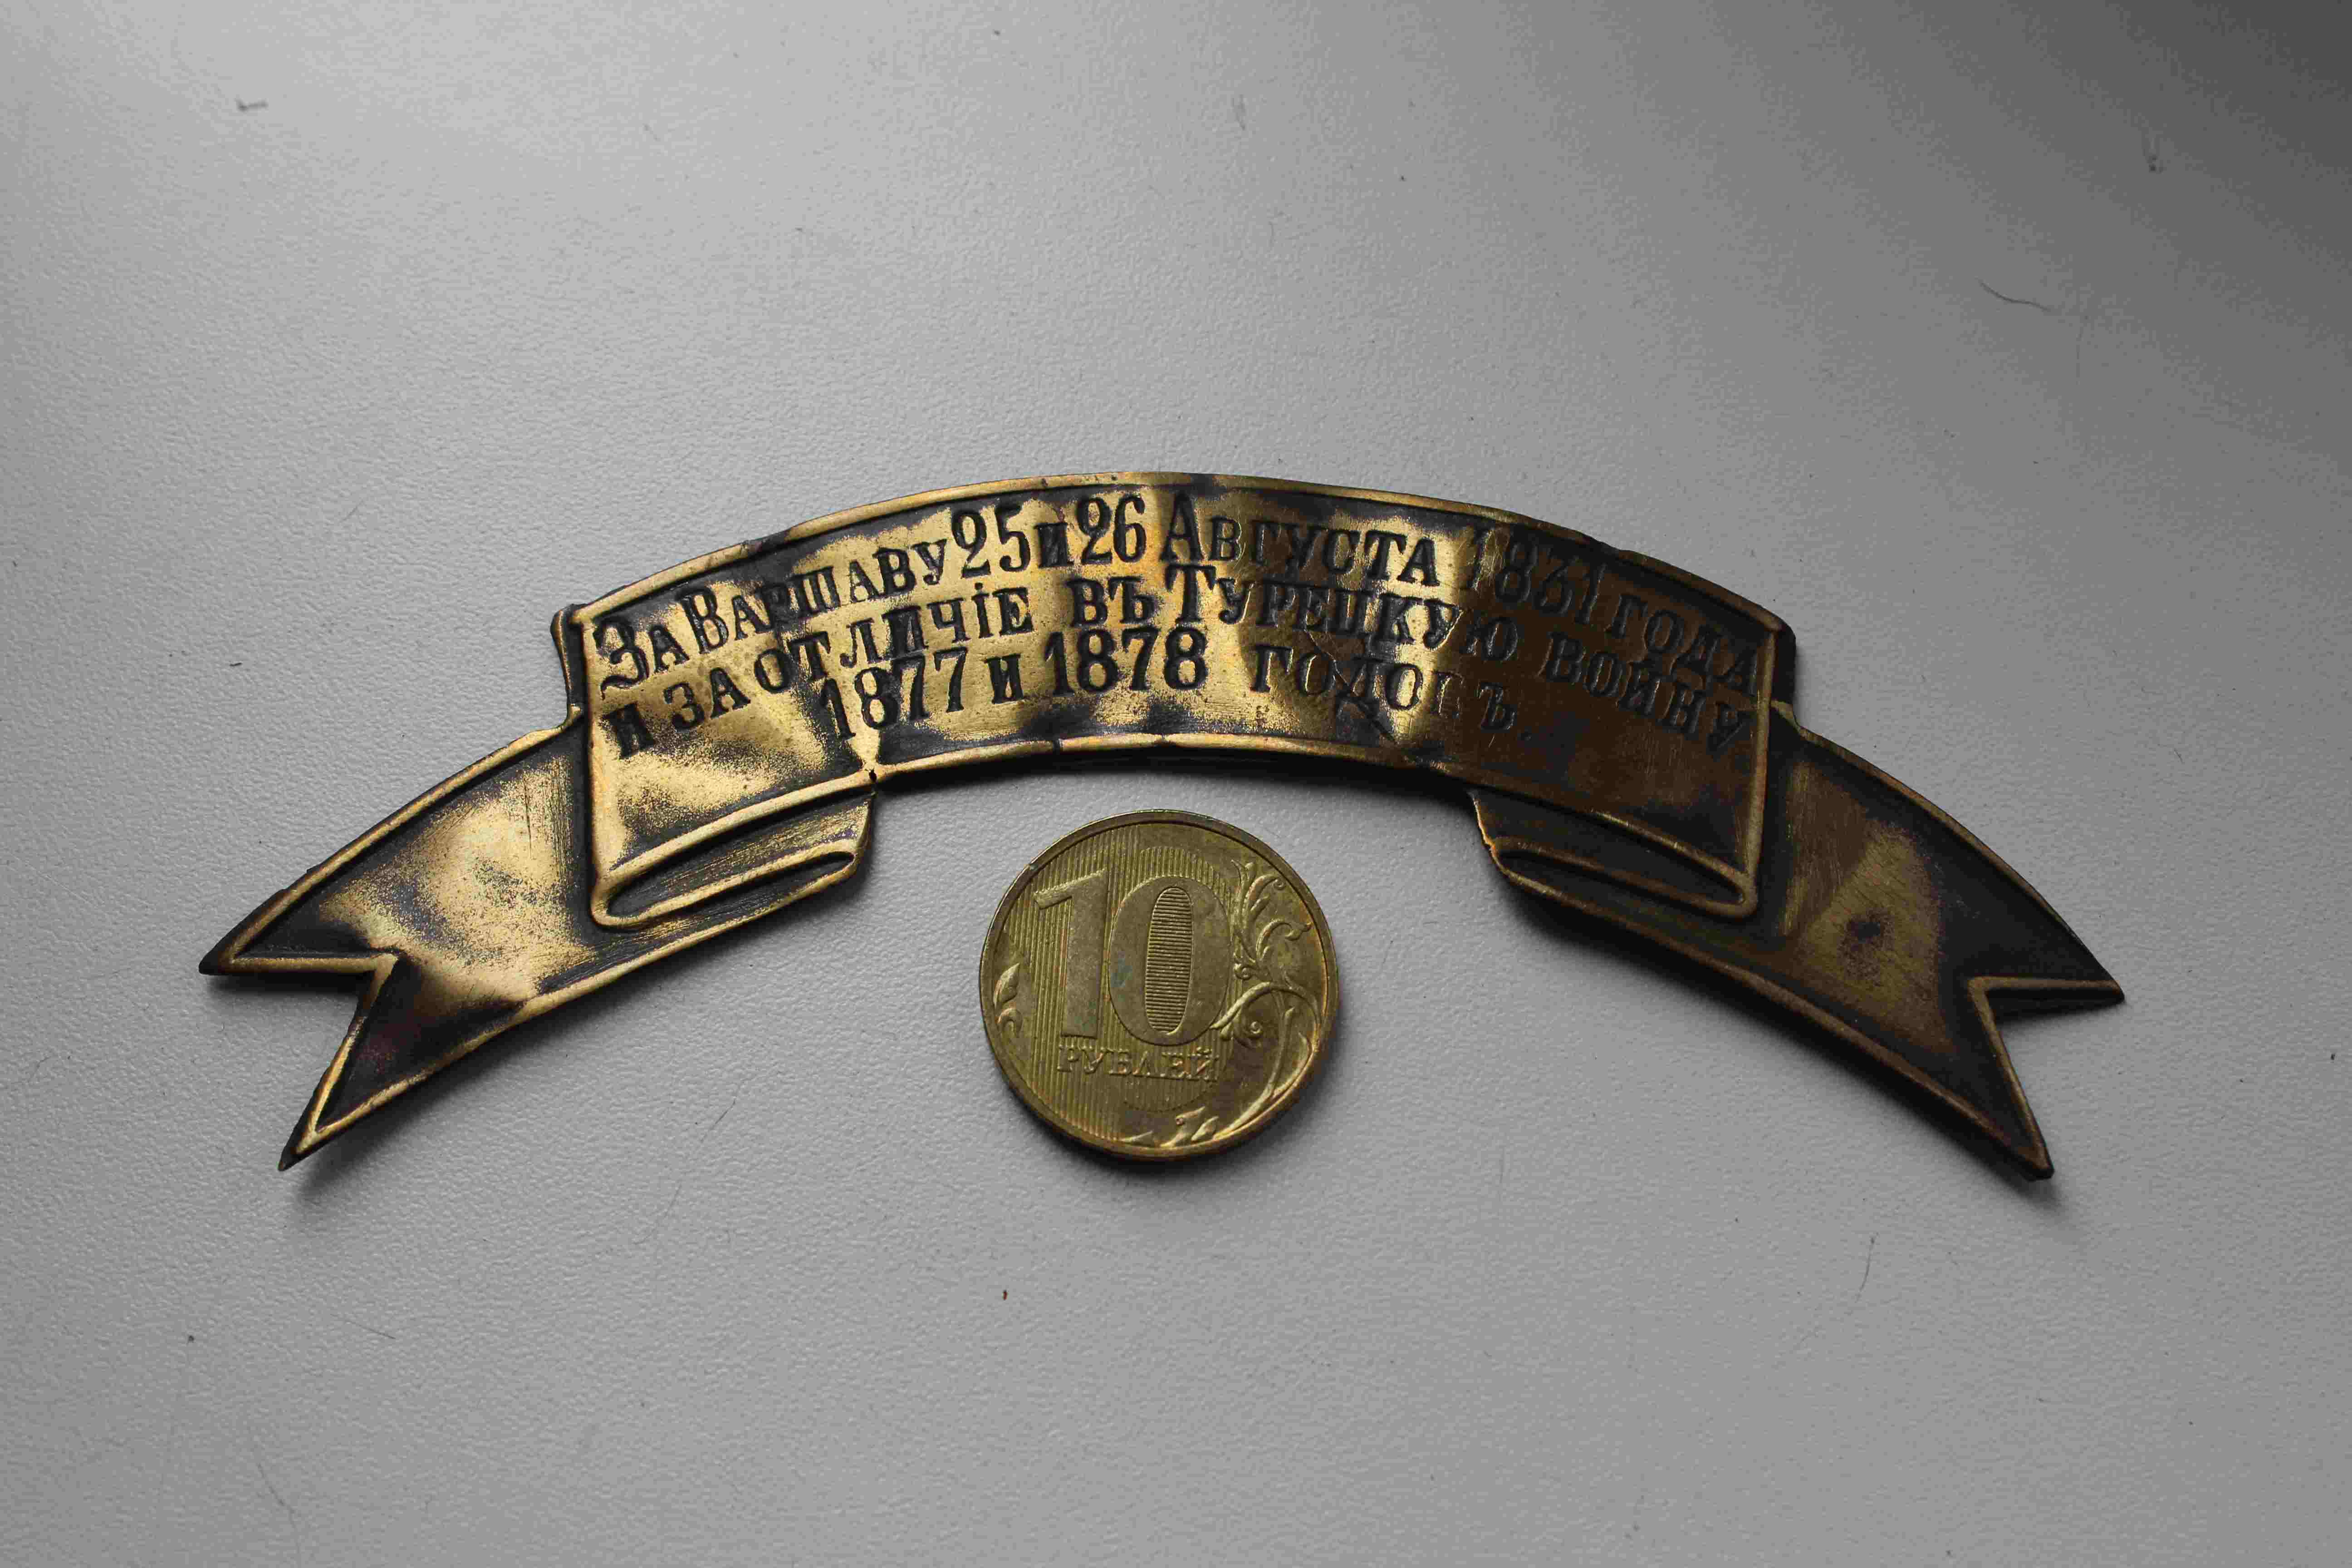 За Варшаву 25 и 26 Августа 1831 года
и за отличіе въ Турецкую войну
1877 и 1878 годовъ.
10
РУБЛЕЙ